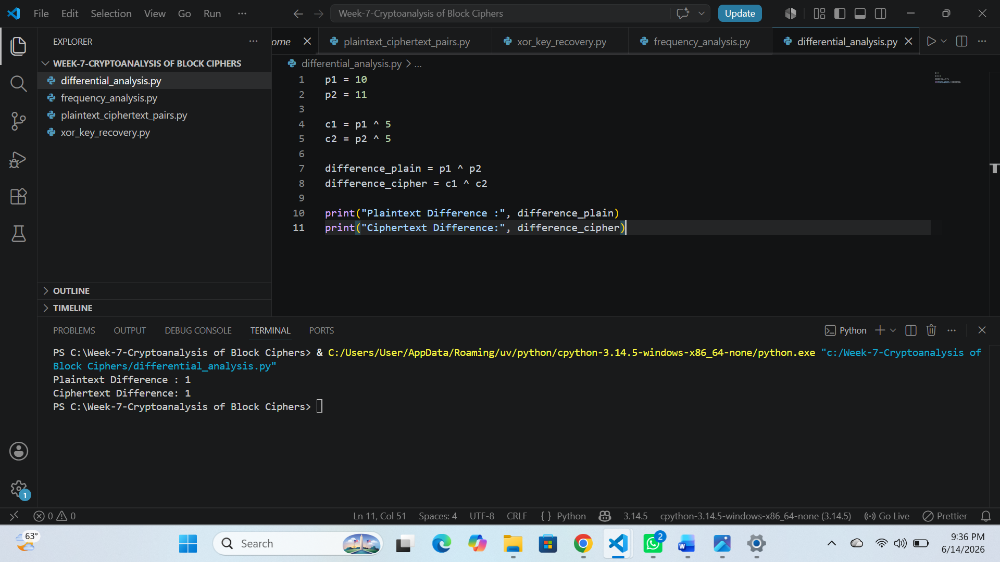 File Edit Selection View Go Run ···
Week-7-Cryptoanalysis of Block Ciphers
Update
EXPLORER ···
ome
plaintext_ciphertext_pairs.py
xor_key_recovery.py
frequency_analysis.py
differential_analysis.py
WEEK-7-CRYPTOANALYSIS OF BLOCK CIPHERS
differential_analysis.py
frequency_analysis.py
plaintext_ciphertext_pairs.py
xor_key_recovery.py
OUTLINE
TIMELINE
differential_analysis.py > ...
1 p1 = 10
2 p2 = 11
3
4 c1 = p1 ^ 5
5 c2 = p2 ^ 5
6
7 difference_plain = p1 ^ p2
8 difference_cipher = c1 ^ c2
9
10 print("Plaintext Difference :", difference_plain)
11 print("Ciphertext Difference:", difference_cipher)
PROBLEMS OUTPUT DEBUG CONSOLE TERMINAL PORTS
Python
PS C:\Week-7-Cryptoanalysis of Block Ciphers> & C:/Users/User/AppData/Roaming/uv/python/cpython-3.14.5-windows-x86_64-none/python.exe "c:/Week-7-Cryptoanalysis of
Block Ciphers/differential_analysis.py"
Plaintext Difference : 1
Ciphertext Difference: 1
PS C:\Week-7-Cryptoanalysis of Block Ciphers>
1
0 0
Ln 11, Col 51 Spaces: 4 UTF-8 CRLF { } Python 3.14.5 cpython-3.14.5-windows-x86_64-none (3.14.5) Go Live Prettier
63°
Search
2
W
9:36 PM
6/14/2026